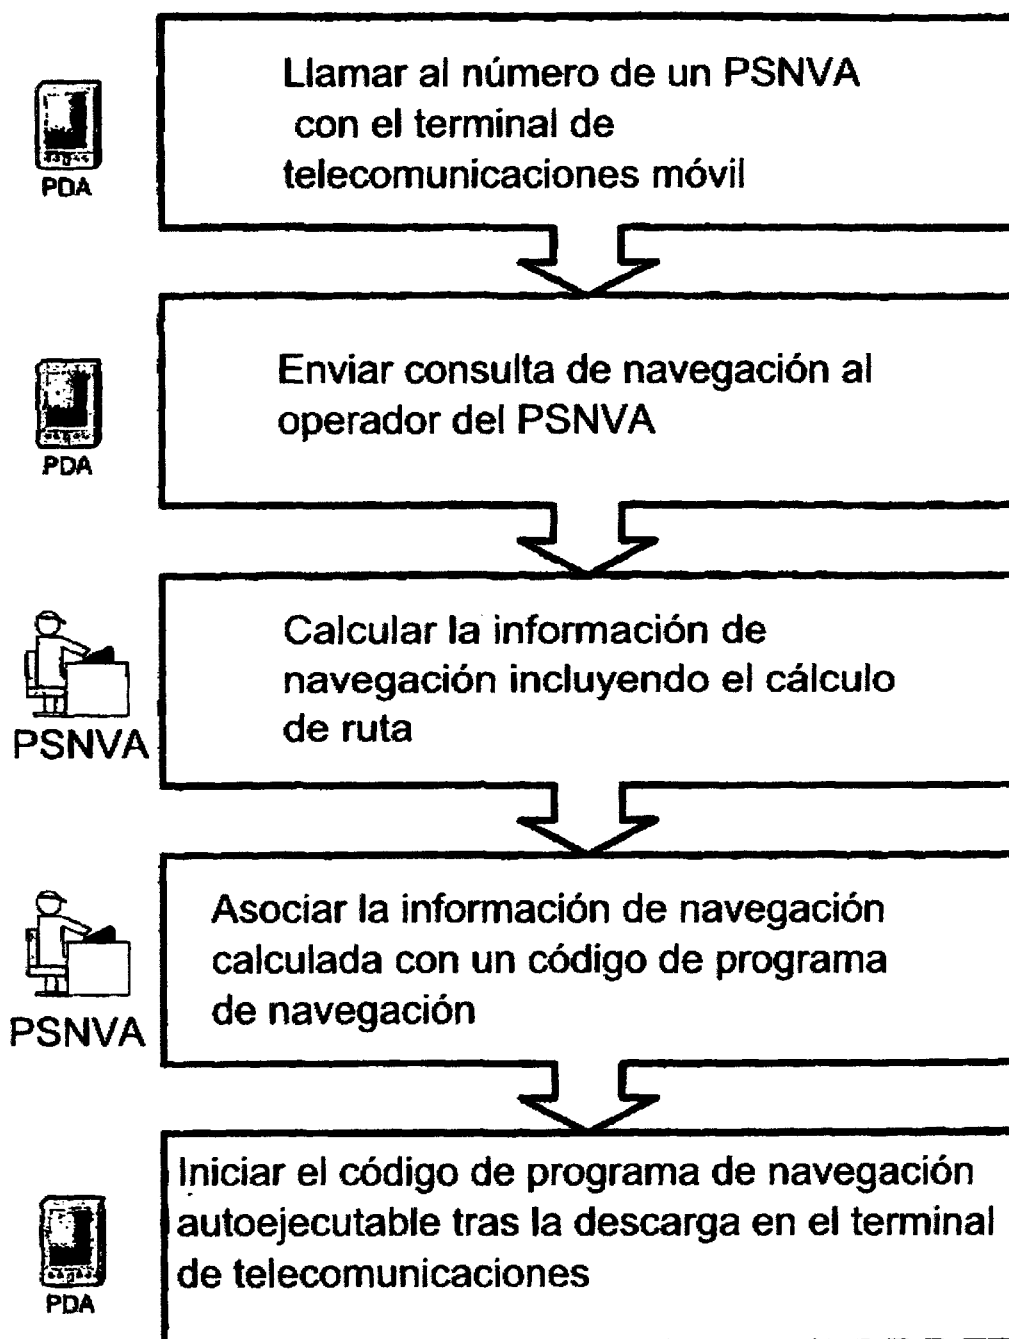 Llamar al número de un PSNVA
con el terminal de
telecomunicaciones móvil
PDA
Enviar consulta de navegación al
operador del PSNVA
PDA
Calcular la información de
navegación incluyendo el cálculo
de ruta
PSNVA
Asociar la información de navegación
calculada con un código de programa
de navegación
PSNVA
Iniciar el código de programa de navegación
autoejecutable tras la descarga en el terminal
de telecomunicaciones
PDA